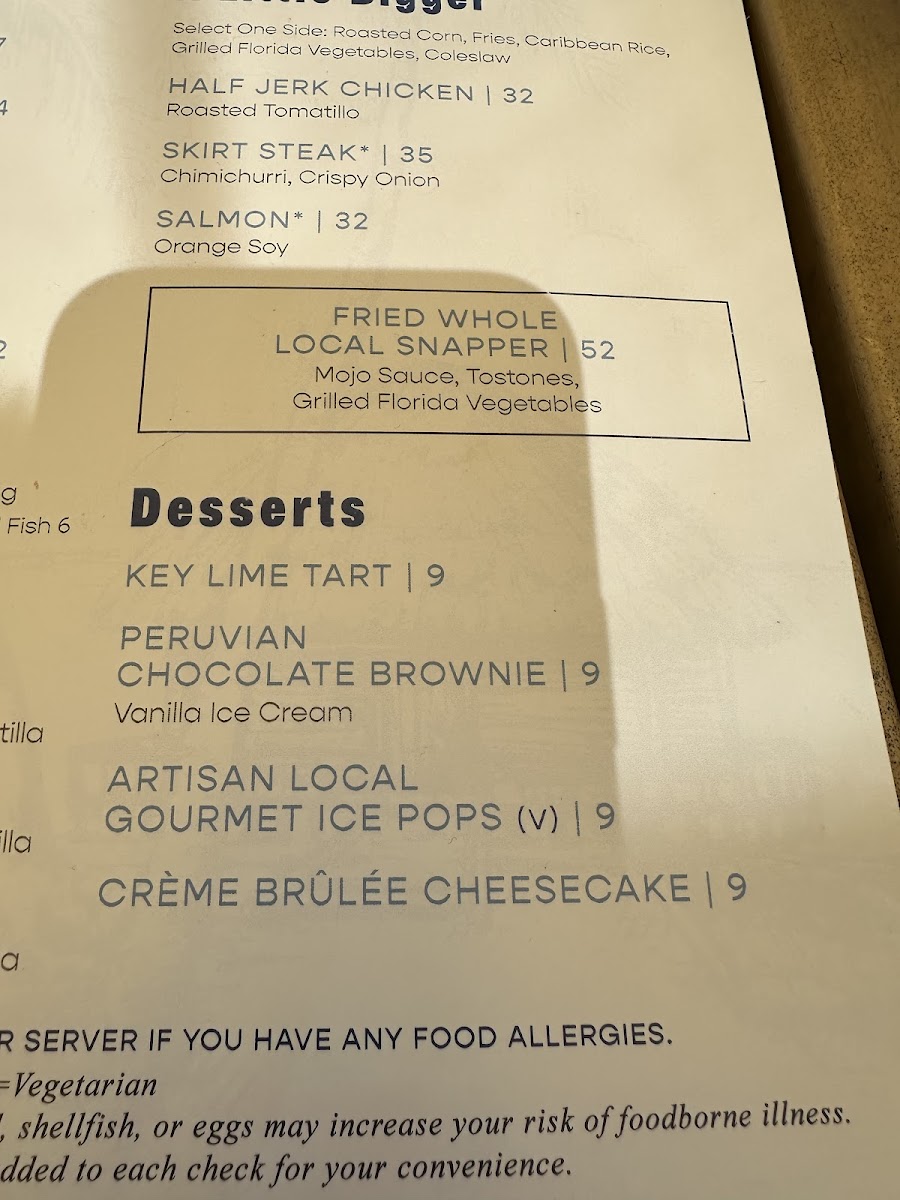 Bigger
Select One Side: Roasted Corn, Fries, Caribbean Rice,
Grilled Florida Vegetables, Coleslaw
HALF JERK CHICKEN | 32
Roasted Tomatillo
SKIRT STEAK* | 35
Chimichurri, Crispy Onion
SALMON* | 32
Orange Soy
FRIED WHOLE
LOCAL SNAPPER | 52
Mojo Sauce, Tostones,
Grilled Florida Vegetables
g
Fish 6
Desserts
KEY LIME TART | 9
PERUVIAN
CHOCOLATE BROWNIE | 9
Vanilla Ice Cream
tilla
ARTISAN LOCAL
GOURMET ICE POPS (V) | 9
illa
CRÈME BRÛLÉE CHEESECAKE | 9
a
R SERVER IF YOU HAVE ANY FOOD ALLERGIES.
=Vegetarian
, shellfish, or eggs may increase your risk of foodborne illness.
dded to each check for your convenience.